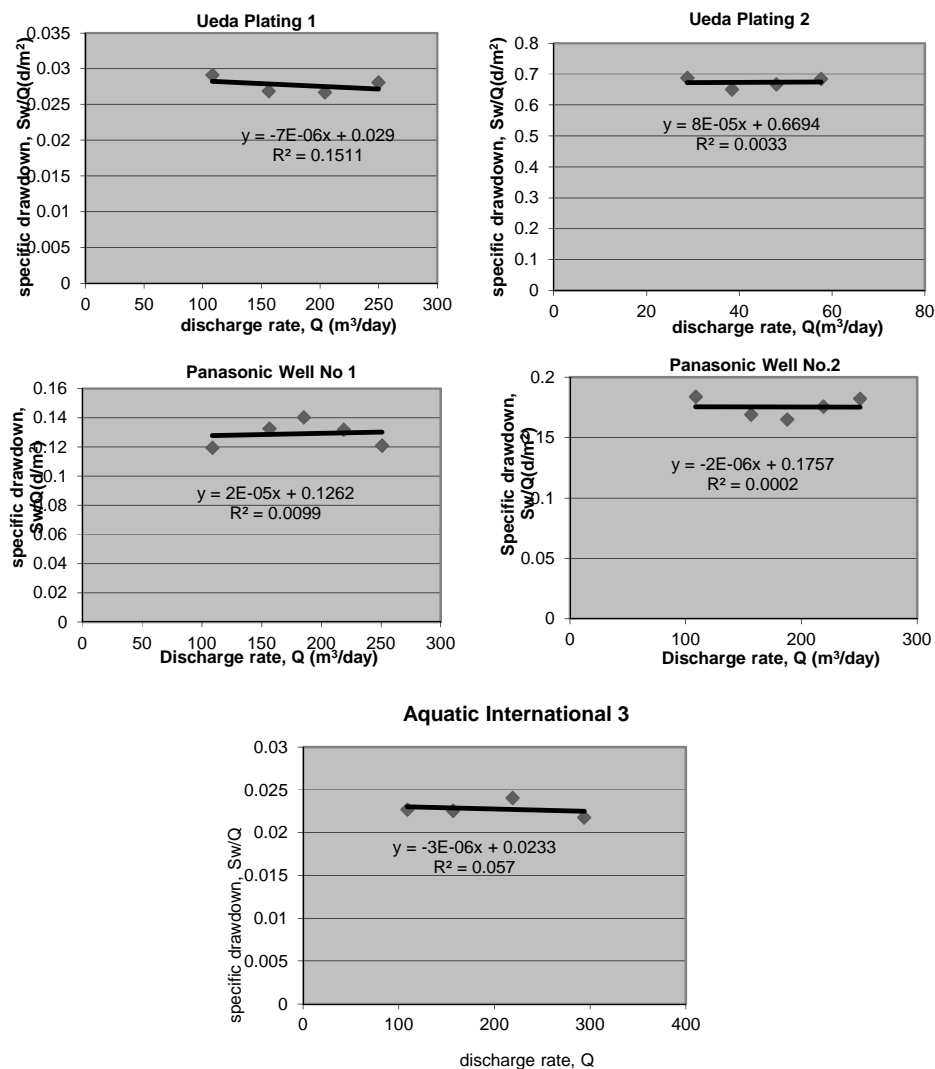 Ueda Plating 1
specific drawdown, Sw/Q(d/m²)
0.035
0.03
0.025
0.02
0.015
0.01
0.005
0
y = -7E-06x + 0.029
R² = 0.1511
0 50 100 150 200 250 300
discharge rate, Q (m³/day)
Ueda Plating 2
specific drawdown, Sw/Q(d/m²)
0.8
0.7
0.6
0.5
0.4
0.3
0.2
0.1
0
y = 8E-05x + 0.6694
R² = 0.0033
0 20 40 60 80
discharge rate, Q(m³/day)
Panasonic Well No 1
specific drawdown,
Sw/Q(d/m²)
0.16
0.14
0.12
0.1
0.08
0.06
0.04
0.02
0
y = 2E-05x + 0.1262
R² = 0.0099
0 50 100 150 200 250 300
Discharge rate, Q (m³/day)
Panasonic Well No.2
Specific drawdown,
Sw/Q(d/m²)
0.2
0.15
0.1
0.05
0
y = -2E-06x + 0.1757
R² = 0.0002
0 100 200 300
Discharge rate, Q (m³/day)
Aquatic International 3
specific drawdown, Sw/Q
0.03
0.025
0.02
0.015
0.01
0.005
0
y = -3E-06x + 0.0233
R² = 0.057
0 100 200 300 400
discharge rate, Q